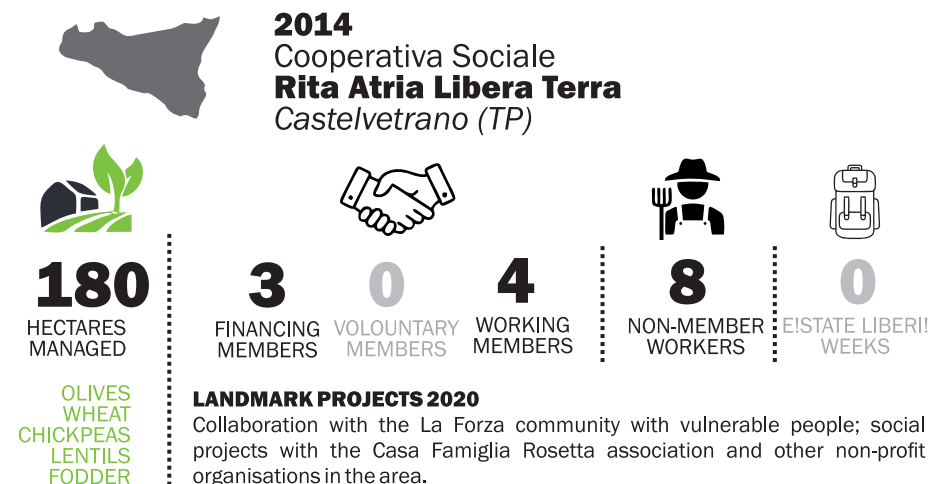 2014
Cooperativa Sociale
Rita Atria Libera Terra
Castelvetrano (TP)
180
HECTARES
MANAGED
OLIVES
WHEAT
CHICKPEAS
LENTILS
FODDER
3
FINANCING
MEMBERS
0
VOLOUNTARY
MEMBERS
4
WORKING
MEMBERS
8
NON-MEMBER
WORKERS
0
E!STATE LIBERI!
WEEKS
LANDMARK PROJECTS 2020
Collaboration with the La Forza community with vulnerable people; social
projects with the Casa Famiglia Rosetta association and other non-profit
organisations in the area.